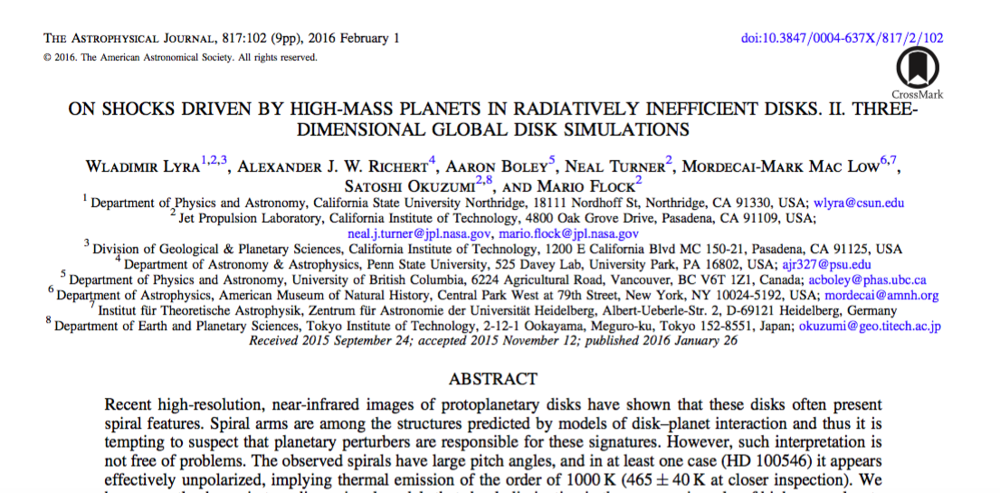 THE ASTROPHYSICAL JOURNAL, 817:102 (9pp), 2016 February 1
doi:10.3847/0004-637X/817/2/102
© 2016. The American Astronomical Society. All rights reserved.
CrossMark
ON SHOCKS DRIVEN BY HIGH-MASS PLANETS IN RADIATIVELY INEFFICIENT DISKS. II. THREE-
DIMENSIONAL GLOBAL DISK SIMULATIONS
WLADIMIR LYRA1,2,3, ALEXANDER J. W. RICHERT4, AARON BOLEY5, NEAL TURNER2, MORDECAI-MARK MAC LOW6,7,
SATOSHI OKUZUMI2,8, AND MARIO FLOCK2
1 Department of Physics and Astronomy, California State University Northridge, 18111 Nordhoff St, Northridge, CA 91330, USA; wlyra@csun.edu
2 Jet Propulsion Laboratory, California Institute of Technology, 4800 Oak Grove Drive, Pasadena, CA 91109, USA;
neal.j.turner@jpl.nasa.gov, mario.flock@jpl.nasa.gov
3 Division of Geological & Planetary Sciences, California Institute of Technology, 1200 E California Blvd MC 150-21, Pasadena, CA 91125, USA
4 Department of Astronomy & Astrophysics, Penn State University, 525 Davey Lab, University Park, PA 16802, USA; ajr327@psu.edu
5 Department of Physics and Astronomy, University of British Columbia, 6224 Agricultural Road, Vancouver, BC V6T 1Z1, Canada; acboley@phas.ubc.ca
6 Department of Astrophysics, American Museum of Natural History, Central Park West at 79th Street, New York, NY 10024-5192, USA; mordecai@amnh.org
7 Institut für Theoretische Astrophysik, Zentrum für Astronomie der Universität Heidelberg, Albert-Ueberle-Str. 2, D-69121 Heidelberg, Germany
8 Department of Earth and Planetary Sciences, Tokyo Institute of Technology, 2-12-1 Ookayama, Meguro-ku, Tokyo 152-8551, Japan; okuzumi@geo.titech.ac.jp
Received 2015 September 24; accepted 2015 November 12; published 2016 January 26
ABSTRACT
Recent high-resolution, near-infrared images of protoplanetary disks have shown that these disks often present
spiral features. Spiral arms are among the structures predicted by models of disk–planet interaction and thus it is
tempting to suspect that planetary perturbers are responsible for these signatures. However, such interpretation is
not free of problems. The observed spirals have large pitch angles, and in at least one case (HD 100546) it appears
effectively unpolarized, implying thermal emission of the order of 1000 K (465 ± 40 K at closer inspection). We